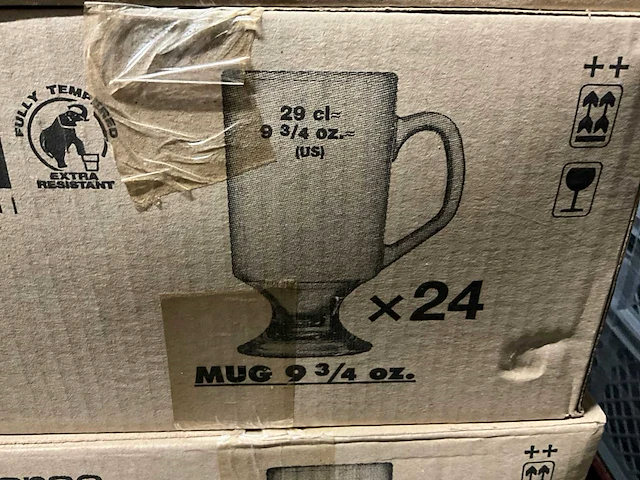 FULLY TEMPERED
EXTRA
RESISTANT
29 cl≈
9 3/4 oz.≈
(US)
×24
MUG 9 3/4 oz.
++
++